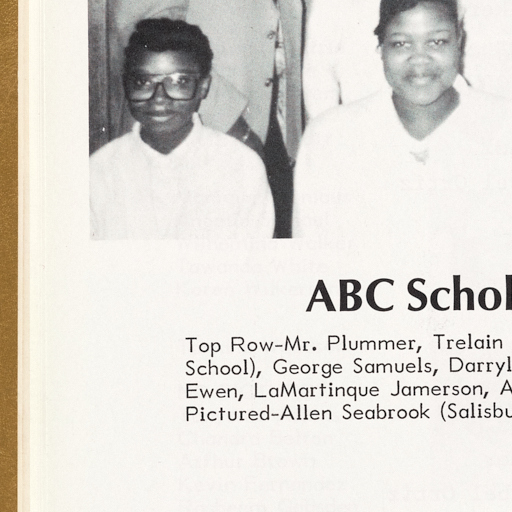 ABC Schol
Top Row-Mr. Plummer, Trelain
School), George Samuels, Darryl
Ewen, LaMartinque Jamerson, A
Pictured-Allen Seabrook (Salisbu